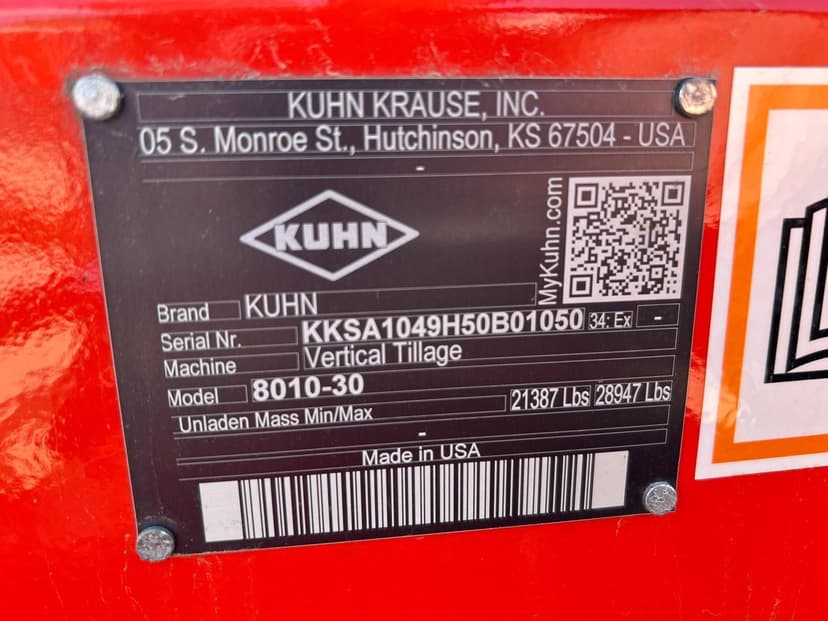 KUHN KRAUSE, INC.
05 S. Monroe St., Hutchinson, KS 67504 - USA
-
KUHN
MyKuhn.com
Brand KUHN
Serial Nr. KKSA1049H50B01050 34: Ex -
Machine Vertical Tillage
Model 8010-30
Unladen Mass Min/Max 21387 Lbs 28947 Lbs
-
Made in USA